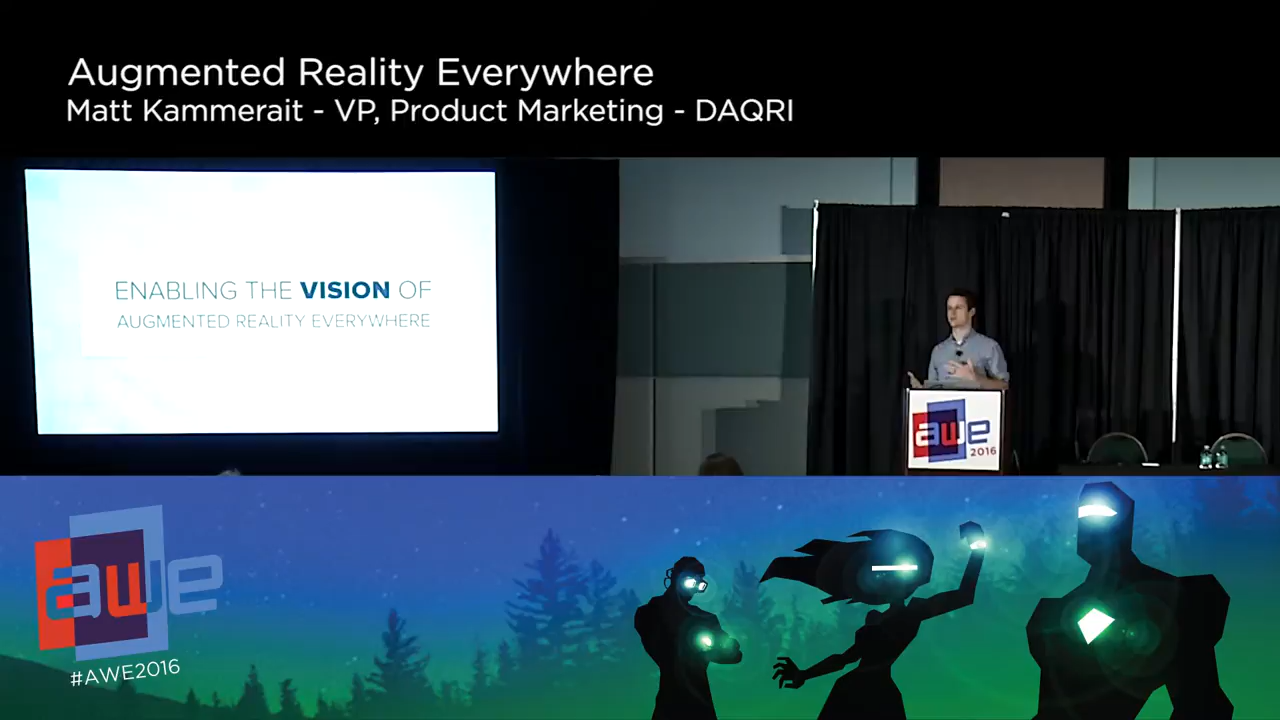 Augmented Reality Everywhere
Matt Kammerait - VP, Product Marketing - DAQRI
ENABLING THE VISION OF
AUGMENTED REALITY EVERYWHERE
awe
2016
awe
#AWE2016